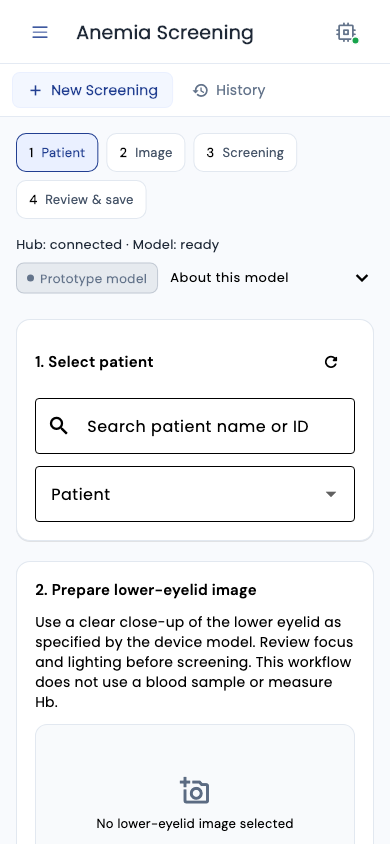 Anemia Screening
New Screening
History
1 Patient
2 Image
3 Screening
4 Review & save
Hub: connected · Model: ready
Prototype model
About this model
1. Select patient
Search patient name or ID
Patient
2. Prepare lower-eyelid image
Use a clear close-up of the lower eyelid as
specified by the device model. Review focus
and lighting before screening. This workflow
does not use a blood sample or measure
Hb.
No lower-eyelid image selected